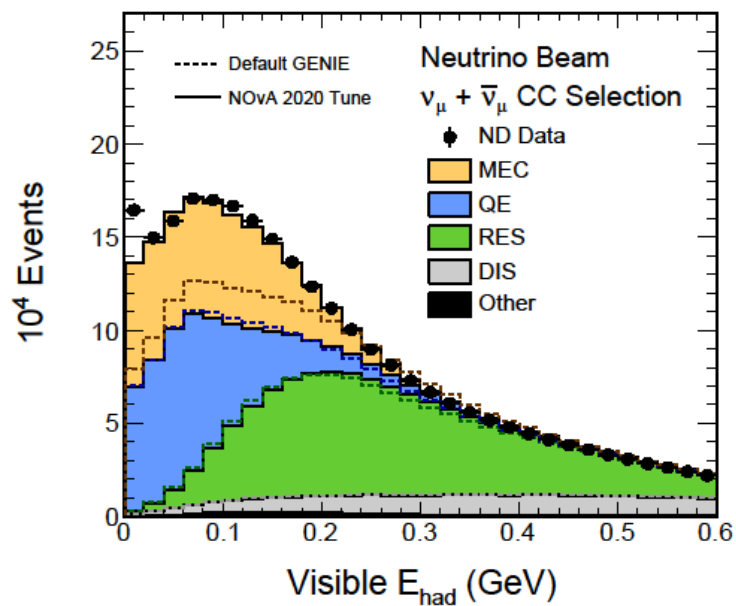 25
20
15
10
5
0
10⁴ Events
Default GENIE
NOvA 2020 Tune
Neutrino Beam
νμ + ν̄μ CC Selection
ND Data
MEC
QE
RES
DIS
Other
0 0.1 0.2 0.3 0.4 0.5 0.6
Visible E_had (GeV)